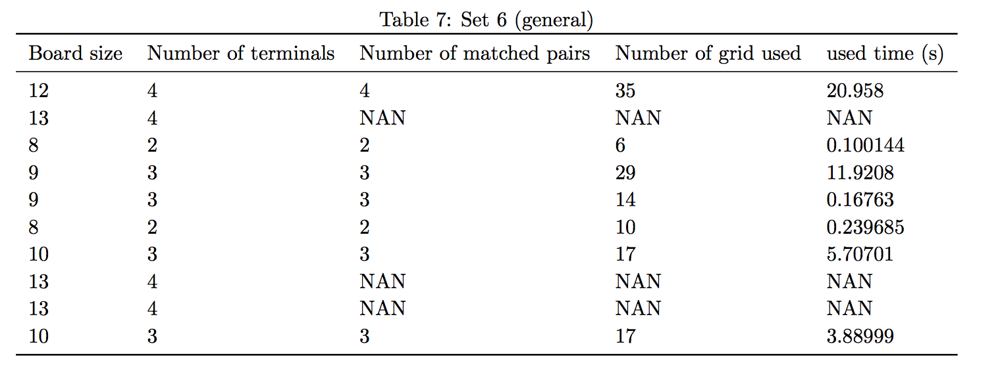 Table 7: Set 6 (general)
Board size Number of terminals Number of matched pairs Number of grid used used time (s)
12 4 4 35 20.958
13 4 NAN NAN NAN
8 2 2 6 0.100144
9 3 3 29 11.9208
9 3 3 14 0.16763
8 2 2 10 0.239685
10 3 3 17 5.70701
13 4 NAN NAN NAN
13 4 NAN NAN NAN
10 3 3 17 3.88999